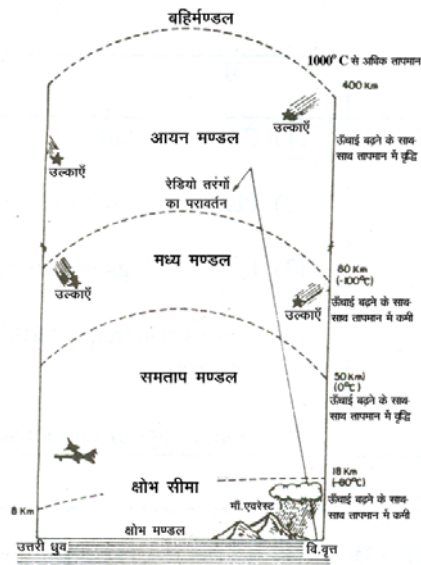 बहिर्मण्डल
1000° C से अधिक तापमान
400 Km
उल्काएँ
आयन मण्डल
ऊँचाई बढ़ने के साथ-
साथ तापमान में वृद्धि
उल्काएँ
रेडियो तरंगों
का परावर्तन
मध्य मण्डल
80 Km
(-100°C)
उल्काएँ
उल्काएँ
ऊँचाई बढ़ने के साथ-
साथ तापमान में कमी
समताप मण्डल
50 Km)
(0°C)
ऊँचाई बढ़ने के साथ-
साथ तापमान में वृद्धि
18 Km
(-80°C)
क्षोभ सीमा
8 Km
मा.एवरेस्ट
ऊँचाई बढ़ने के साथ-
साथ तापमान में कमी
क्षोभ मण्डल
उत्तरी ध्रुव
वि.वृत्त